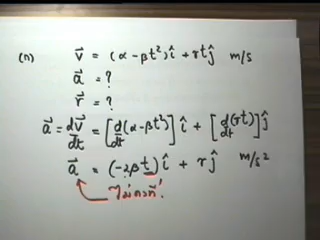 (ก) v⃗ = (α - βt²)î + γtĵ m/s
a⃗ = ?
r⃗ = ?
a⃗ = dv⃗/dt = [d/dt(α - βt²)]î + [d/dt(γt)]ĵ
a⃗ = (-2βt)î + γĵ m/s²
ไม่คงที่!